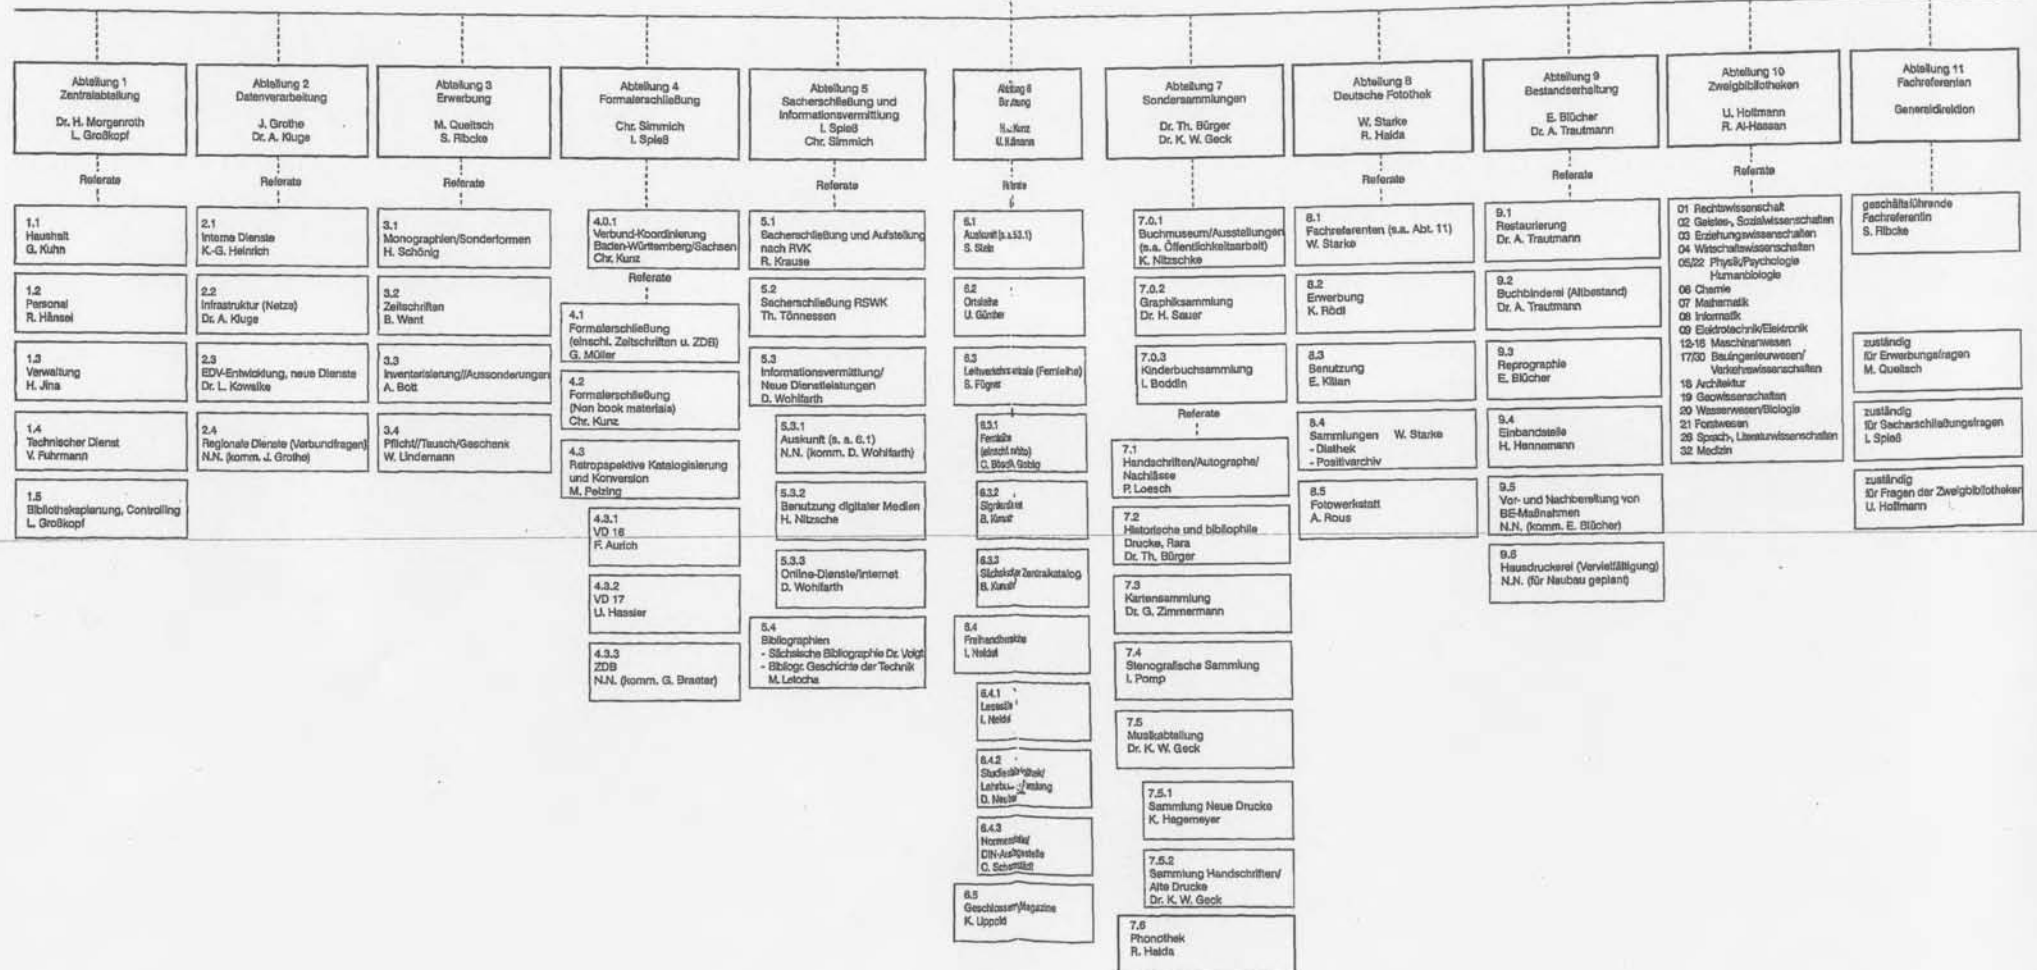 Abteilung 1
Zentralabteilung
Dr. H. Morgenroth
L. Großkopf
Referate
1.1
Haushalt
G. Kuhn
1.2
Personal
R. Hänsel
1.3
Verwaltung
H. Jina
1.4
Technischer Dienst
V. Fuhrmann
1.5
Bibliotheksplanung, Controlling
L. Großkopf
Abteilung 2
Datenverarbeitung
J. Grothe
Dr. A. Kluge
Referate
2.1
Interne Dienste
K.-G. Heinrich
2.2
Infrastruktur (Netze)
Dr. A. Kluge
2.3
EDV-Entwicklung, neue Dienste
Dr. L. Kowalke
2.4
Regionale Dienste (Verbundfragen)
N.N. (komm. J. Grothe)
Abteilung 3
Erwerbung
M. Queitsch
S. Ribcke
Referate
3.1
Monographien/Sonderformen
H. Schönig
3.2
Zeitschriften
B. Want
3.3
Inventarisierung//Aussonderungen
A. Bott
3.4
Pflicht//Tausch/Geschenk
W. Lindemann
Abteilung 4
Formalerschließung
Chr. Simmich
I. Spieß
4.0.1
Verbund-Koordinierung
Baden-Württemberg/Sachsen
Chr. Kunz
Referate
4.1
Formalerschließung
(einschl. Zeitschriften u. ZDB)
G. Müller
4.2
Formalerschließung
(Non book materials)
Chr. Kunz
4.3
Retropspektive Katalogisierung
und Konversion
M. Pelzing
4.3.1
VD 16
F. Aurich
4.3.2
VD 17
U. Hassler
4.3.3
ZDB
N.N. (komm. G. Braeter)
Abteilung 5
Sacherschließung und
Informationsvermittlung
I. Spieß
Chr. Simmich
Referate
5.1
Sacherschließung und Aufstellung
nach RVK
R. Krause
5.2
Sacherschließung RSWK
Th. Tönnessen
5.3
Informationsvermittlung/
Neue Dienstleistungen
D. Wohlfarth
5.3.1
Auskunft (s. a. 6.1)
N.N. (komm. D. Wohlfarth)
5.3.2
Benutzung digitaler Medien
H. Nitzsche
5.3.3
Online-Dienste/Internet
D. Wohlfarth
5.4
Bibliographien
- Sächsische Bibliographie Dr. Voigt
- Bibliogr. Geschichte der Technik
M. Letocha
Abteilung 6
Referate
6.1
Auskunft (s.a. 5.3.1)
S. Stein
6.2
Ortsleihe
U. Günther
6.3
(Fernleihe)
S. Fügner
6.3.1
Fernleihe
6.3.2
6.3.3
Zentralkatalog
6.4
I. Neidel
6.4.1
I. Neidel
6.4.2
6.4.3
6.5
K. Lippold
Abteilung 7
Sondersammlungen
Dr. Th. Bürger
Dr. K. W. Geck
7.0.1
Buchmuseum/Ausstellungen
(s.a. Öffentlichkeitsarbeit)
K. Nitzschke
7.0.2
Graphiksammlung
Dr. H. Sauer
7.0.3
Kinderbuchsammlung
I. Boddin
Referate
7.1
Handschriften/Autographe/
Nachlässe
P. Loesch
7.2
Historische und bibliophile
Drucke, Rara
Dr. Th. Bürger
7.3
Kartensammlung
Dr. G. Zimmermann
7.4
Stenografische Sammlung
I. Pomp
7.5
Musikabteilung
Dr. K. W. Geck
7.5.1
Sammlung Neue Drucke
K. Hagemeyer
7.5.2
Sammlung Handschriften/
Alte Drucke
Dr. K. W. Geck
7.6
Phonothek
R. Halda
Abteilung 8
Deutsche Fotothek
W. Starke
R. Halda
Referate
8.1
Fachreferenten (s.a. Abt. 11)
W. Starke
8.2
Erwerbung
K. Rödl
8.3
Benutzung
E. Kilian
8.4
Sammlungen W. Starke
- Diathek
- Positivarchiv
8.5
Fotowerkstatt
A. Rous
Abteilung 9
Bestandserhaltung
E. Blücher
Dr. A. Trautmann
Referate
9.1
Restaurierung
Dr. A. Trautmann
9.2
Buchbinderei (Altbestand)
Dr. A. Trautmann
9.3
Reprographie
E. Blücher
9.4
Einbandstelle
H. Hennemann
9.5
Vor- und Nachbereitung von
BE-Maßnahmen
N.N. (komm. E. Blücher)
9.6
Hausdruckerei (Vervielfältigung)
N.N. (für Neubau geplant)
Abteilung 10
Zweigbibliotheken
U. Hoffmann
R. Al-Hassan
Referate
01 Rechtswissenschaft
02 Geistes-, Sozialwissenschaften
03 Erziehungswissenschaften
04 Wirtschaftswissenschaften
05/22 Physik/Psychologie
Humanbiologie
06 Chemie
07 Mathematik
08 Informatik
09 Elektrotechnik/Elektronik
12-16 Maschinenwesen
17/30 Bauingenieurwesen/
Verkehrswissenschaften
18 Architektur
19 Geowissenschaften
20 Wasserwesen/Biologie
21 Forstwesen
26 Sprach-, Literaturwissenschaften
32 Medizin
Abteilung 11
Fachreferenten
Generaldirektion
geschäftsführende
Fachreferentin
S. Ribcke
zuständig
für Erwerbungsfragen
M. Queitsch
zuständig
für Sacherschließungsfragen
I. Spieß
zuständig
für Fragen der Zweigbibliotheken
U. Hoffmann